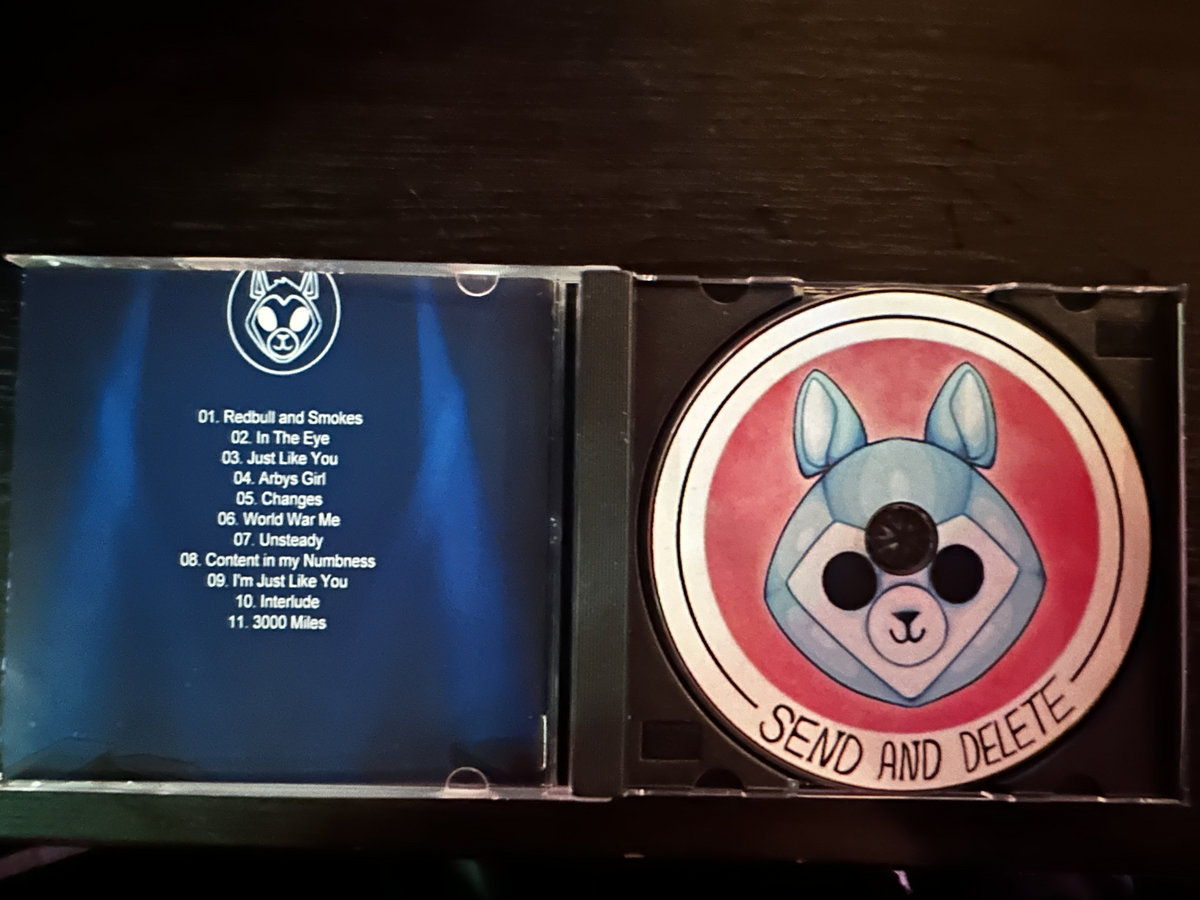 01. Redbull and Smokes
02. In The Eye
03. Just Like You
04. Arbys Girl
05. Changes
06. World War Me
07. Unsteady
08. Content in my Numbness
09. I'm Just Like You
10. Interlude
11. 3000 Miles
SEND AND DELETE